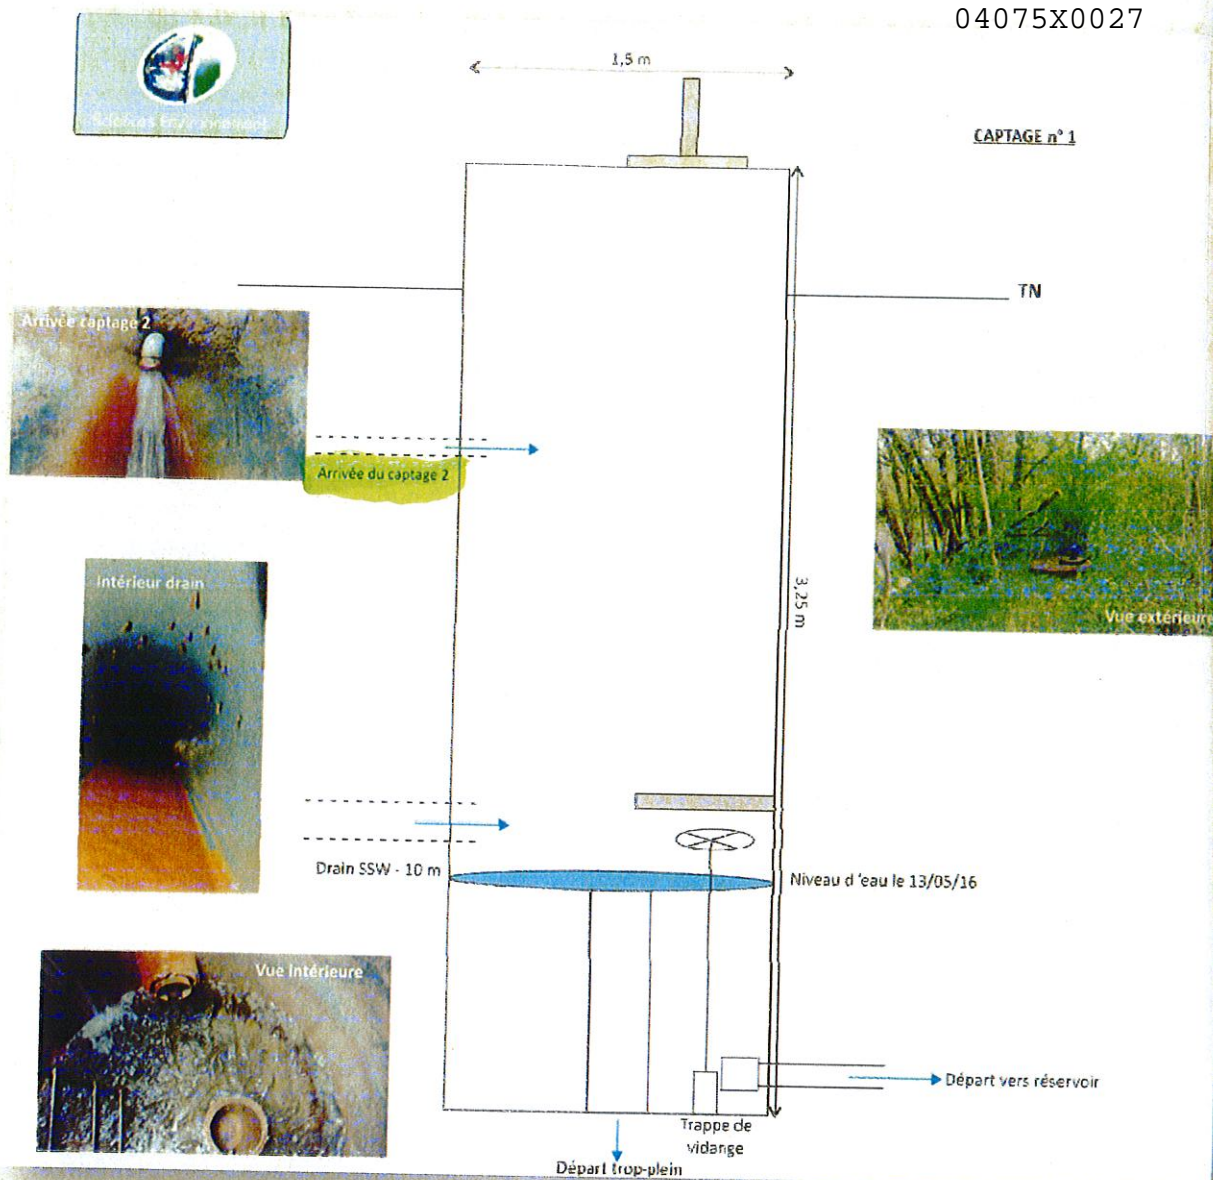 04075X0027
Sciences Environnement
1,5 m
CAPTAGE n° 1
TN
Arrivée captage 2
Arrivée du captage 2
Intérieur drain
3,25 m
Vue extérieure
Drain SSW - 10 m
Niveau d'eau le 13/05/16
Vue Intérieure
Départ vers réservoir
Trappe de
vidange
Départ trop-plein